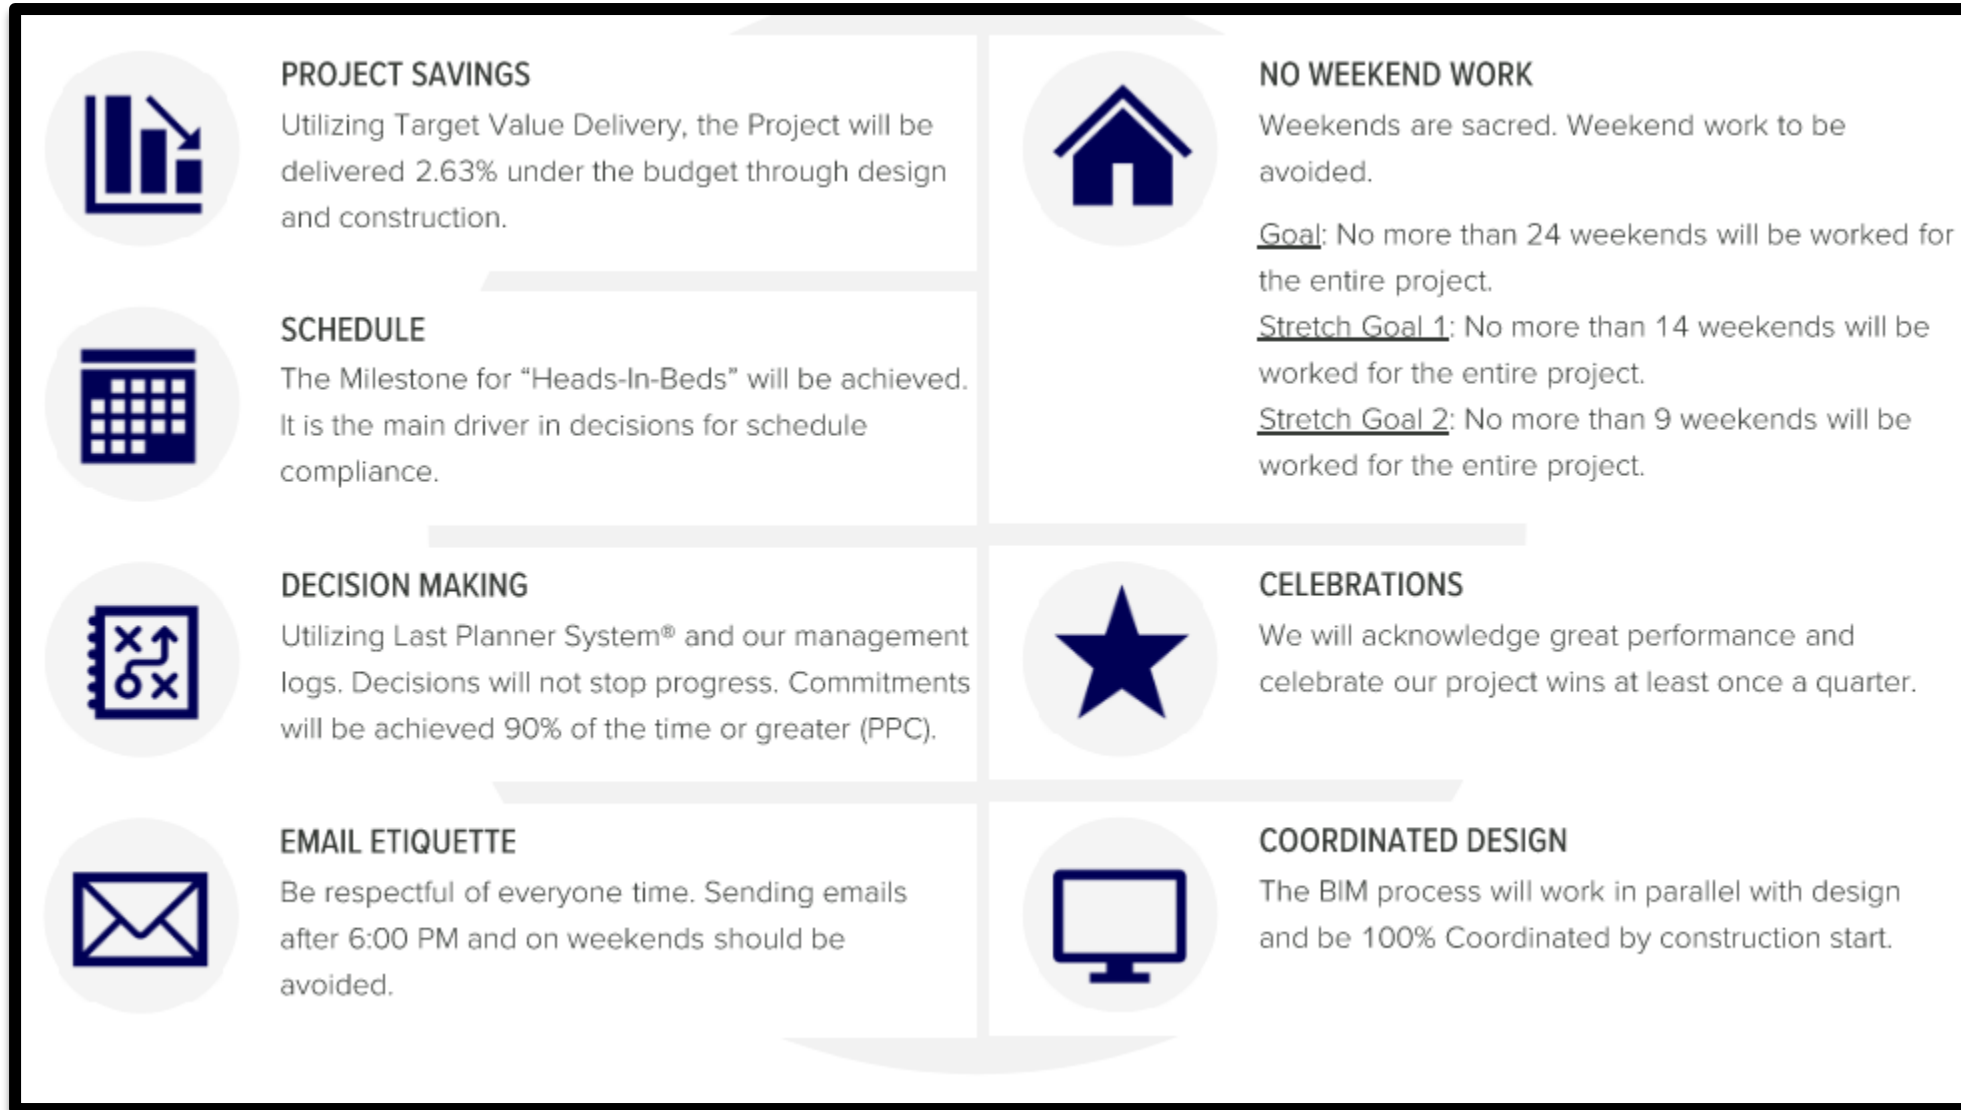 PROJECT SAVINGS
Utilizing Target Value Delivery, the Project will be
delivered 2.63% under the budget through design
and construction.
SCHEDULE
The Milestone for “Heads-In-Beds” will be achieved.
It is the main driver in decisions for schedule
compliance.
DECISION MAKING
Utilizing Last Planner System® and our management
logs. Decisions will not stop progress. Commitments
will be achieved 90% of the time or greater (PPC).
EMAIL ETIQUETTE
Be respectful of everyone time. Sending emails
after 6:00 PM and on weekends should be
avoided.
NO WEEKEND WORK
Weekends are sacred. Weekend work to be
avoided.
Goal: No more than 24 weekends will be worked for
the entire project.
Stretch Goal 1: No more than 14 weekends will be
worked for the entire project.
Stretch Goal 2: No more than 9 weekends will be
worked for the entire project.
CELEBRATIONS
We will acknowledge great performance and
celebrate our project wins at least once a quarter.
COORDINATED DESIGN
The BIM process will work in parallel with design
and be 100% Coordinated by construction start.